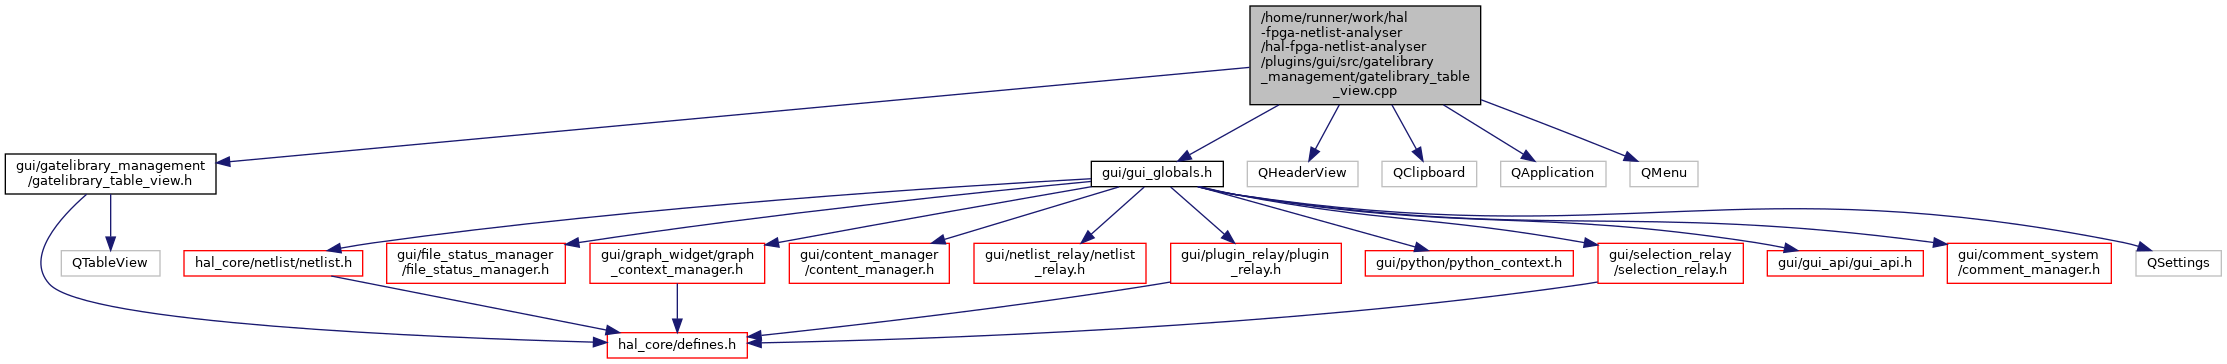 /home/runner/work/hal
-fpga-netlist-analyser
/hal-fpga-netlist-analyser
/plugins/gui/src/gatelibrary
_management/gatelibrary_table
_view.cpp
gui/gatelibrary_management
/gatelibrary_table_view.h
gui/gui_globals.h
QHeaderView
QClipboard
QApplication
QMenu
QTableView
hal_core/netlist/netlist.h
gui/file_status_manager
/file_status_manager.h
gui/graph_widget/graph
_context_manager.h
gui/content_manager
/content_manager.h
gui/netlist_relay/netlist
_relay.h
gui/plugin_relay/plugin
_relay.h
gui/python/python_context.h
gui/selection_relay
/selection_relay.h
gui/gui_api/gui_api.h
gui/comment_system
/comment_manager.h
QSettings
hal_core/defines.h